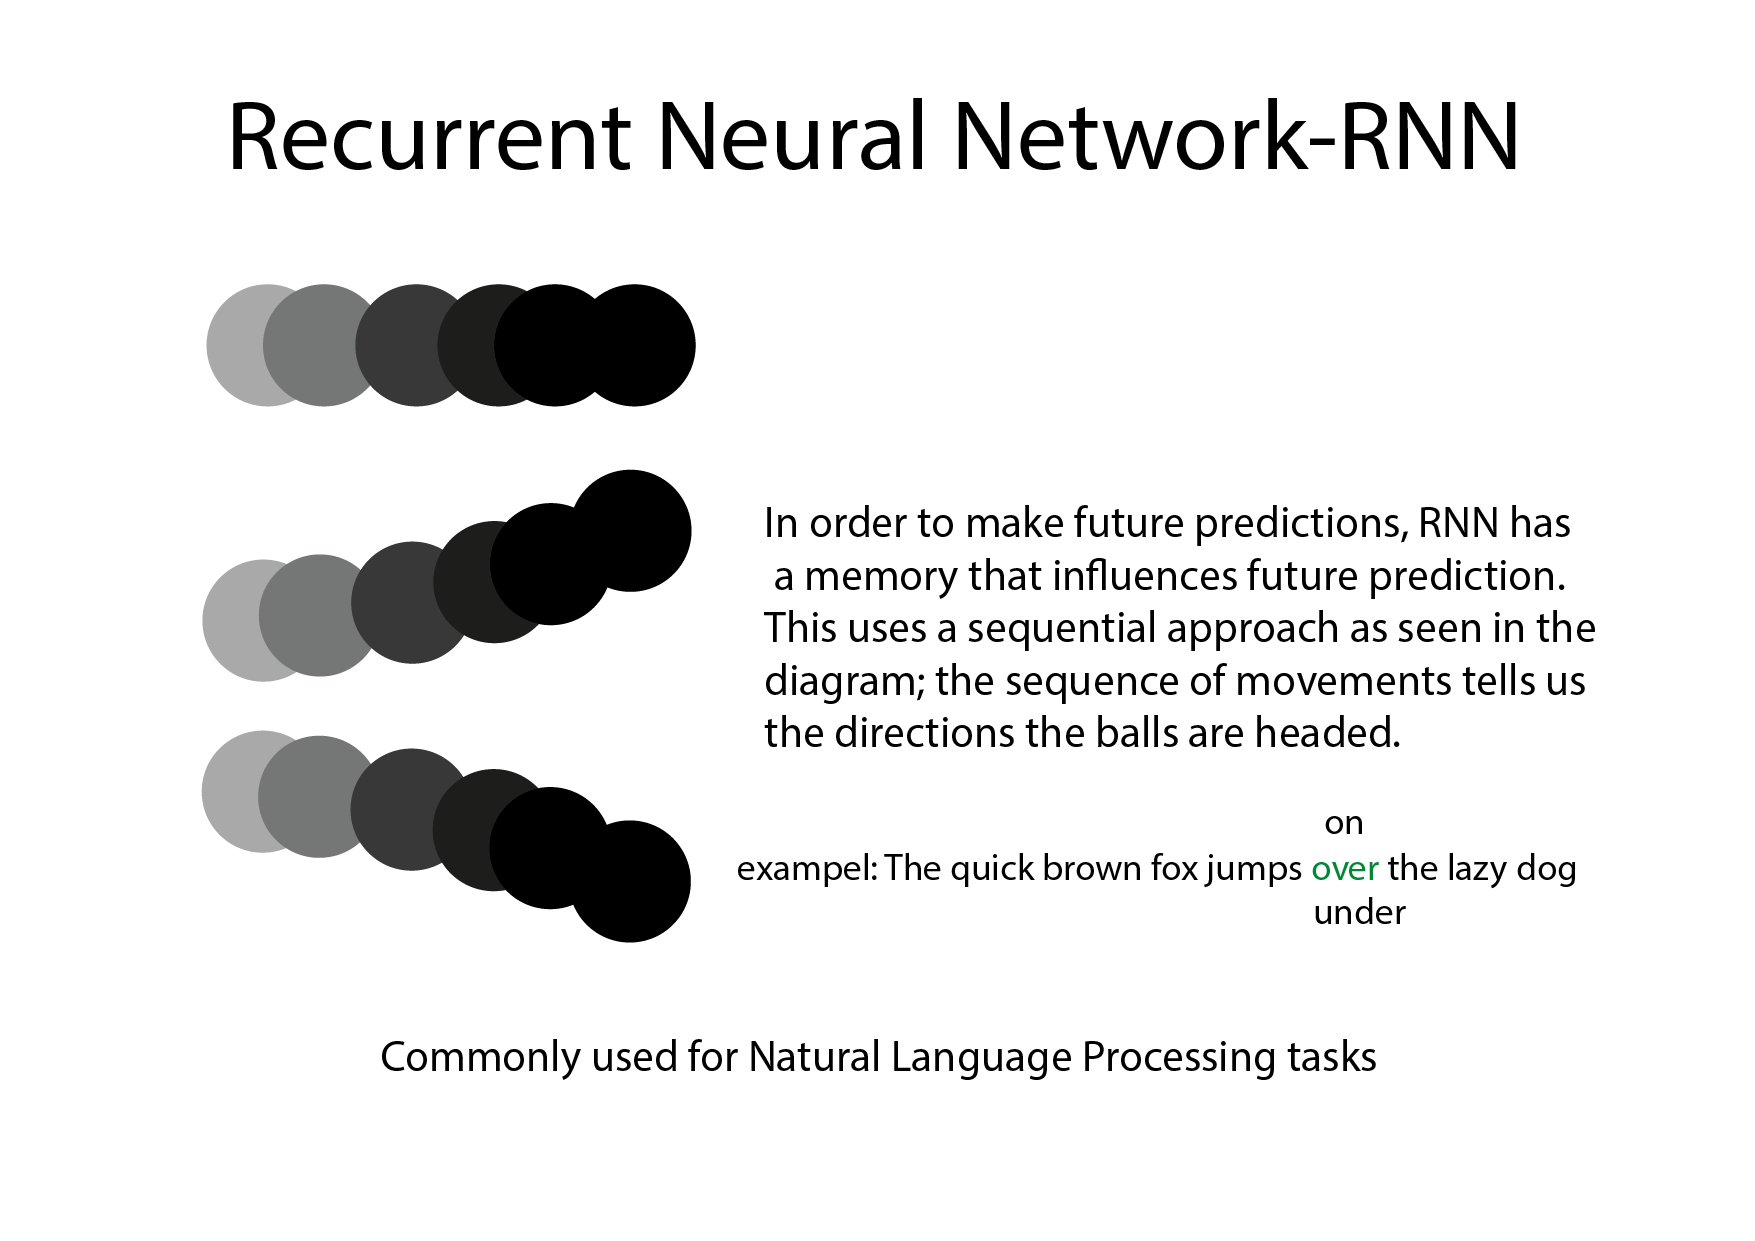 Recurrent Neural Network-RNN
In order to make future predictions, RNN has
a memory that influences future prediction.
This uses a sequential approach as seen in the
diagram; the sequence of movements tells us
the directions the balls are headed.
on
exampel: The quick brown fox jumps over the lazy dog
under
Commonly used for Natural Language Processing tasks